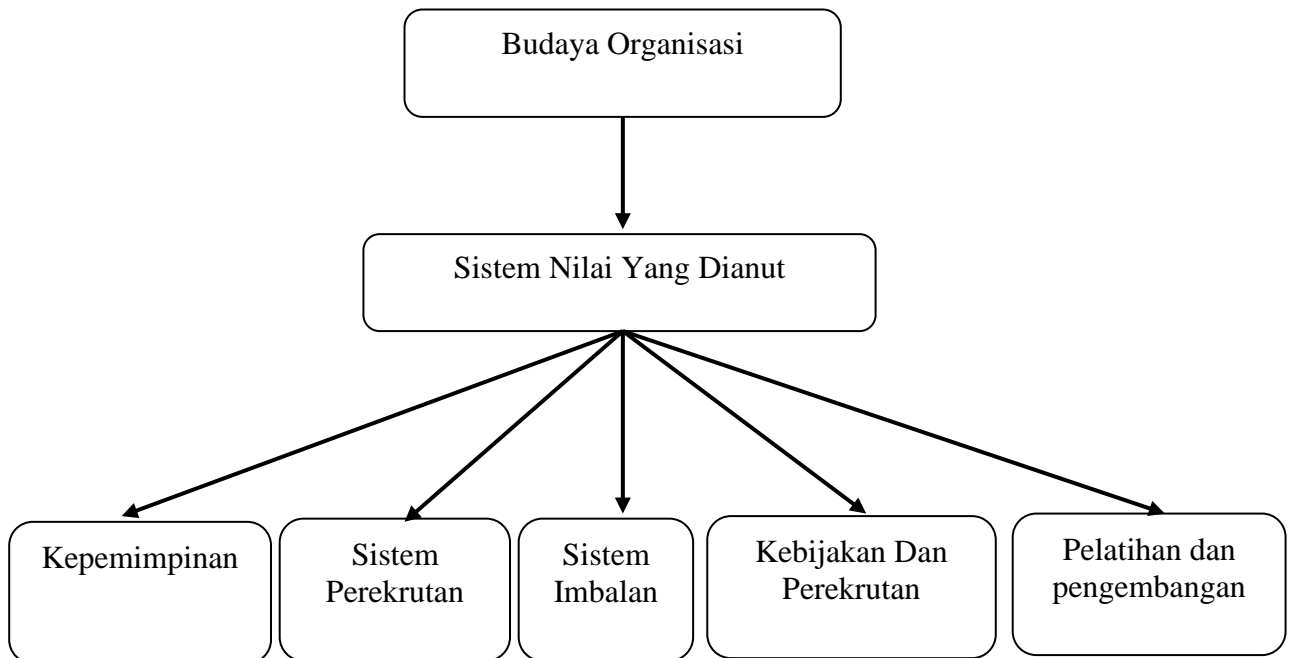 Budaya Organisasi
Sistem Nilai Yang Dianut
Kepemimpinan
Sistem
Perekrutan
Sistem
Imbalan
Kebijakan Dan
Perekrutan
Pelatihan dan
pengembangan